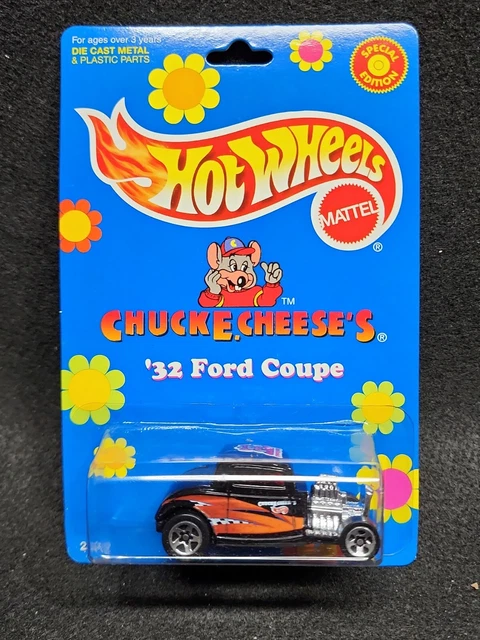 For ages over 3 years
DIE CAST METAL
& PLASTIC PARTS
SPECIAL
EDITION
HOT WHEELS
MATTEL
®
TM
CHUCK E. CHEESE'S ®
'32 Ford Coupe